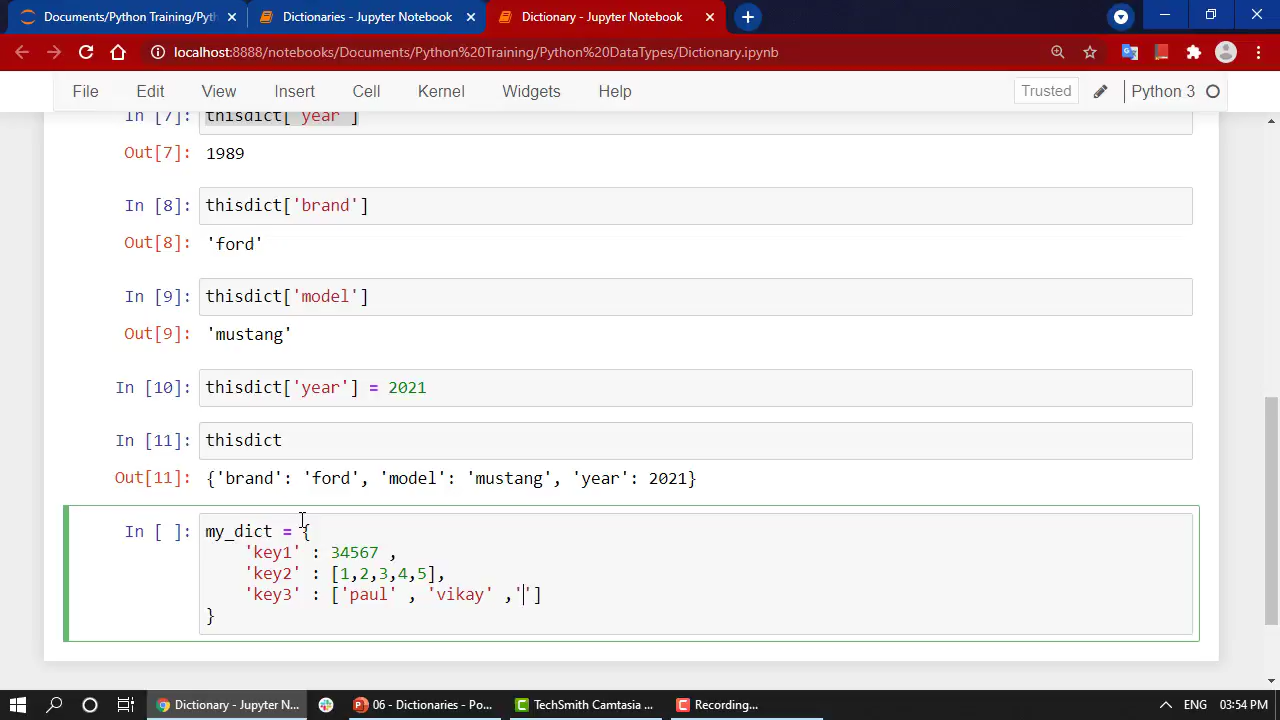 Documents/Python Training/Pyth
Dictionaries - Jupyter Notebook
Dictionary - Jupyter Notebook
localhost:8888/notebooks/Documents/Python%20Training/Python%20DataTypes/Dictionary.ipynb
File Edit View Insert Cell Kernel Widgets Help Trusted Python 3
In [7]: thisdict['year']
Out[7]: 1989
In [8]: thisdict['brand']
Out[8]: 'ford'
In [9]: thisdict['model']
Out[9]: 'mustang'
In [10]: thisdict['year'] = 2021
In [11]: thisdict
Out[11]: {'brand': 'ford', 'model': 'mustang', 'year': 2021}
In [ ]: my_dict = {
'key1' : 34567 ,
'key2' : [1,2,3,4,5],
'key3' : ['paul' , 'vikay' ,'']
}
Dictionary - Jupyter N...
06 - Dictionaries - Po...
TechSmith Camtasia ...
Recording...
ENG 03:54 PM